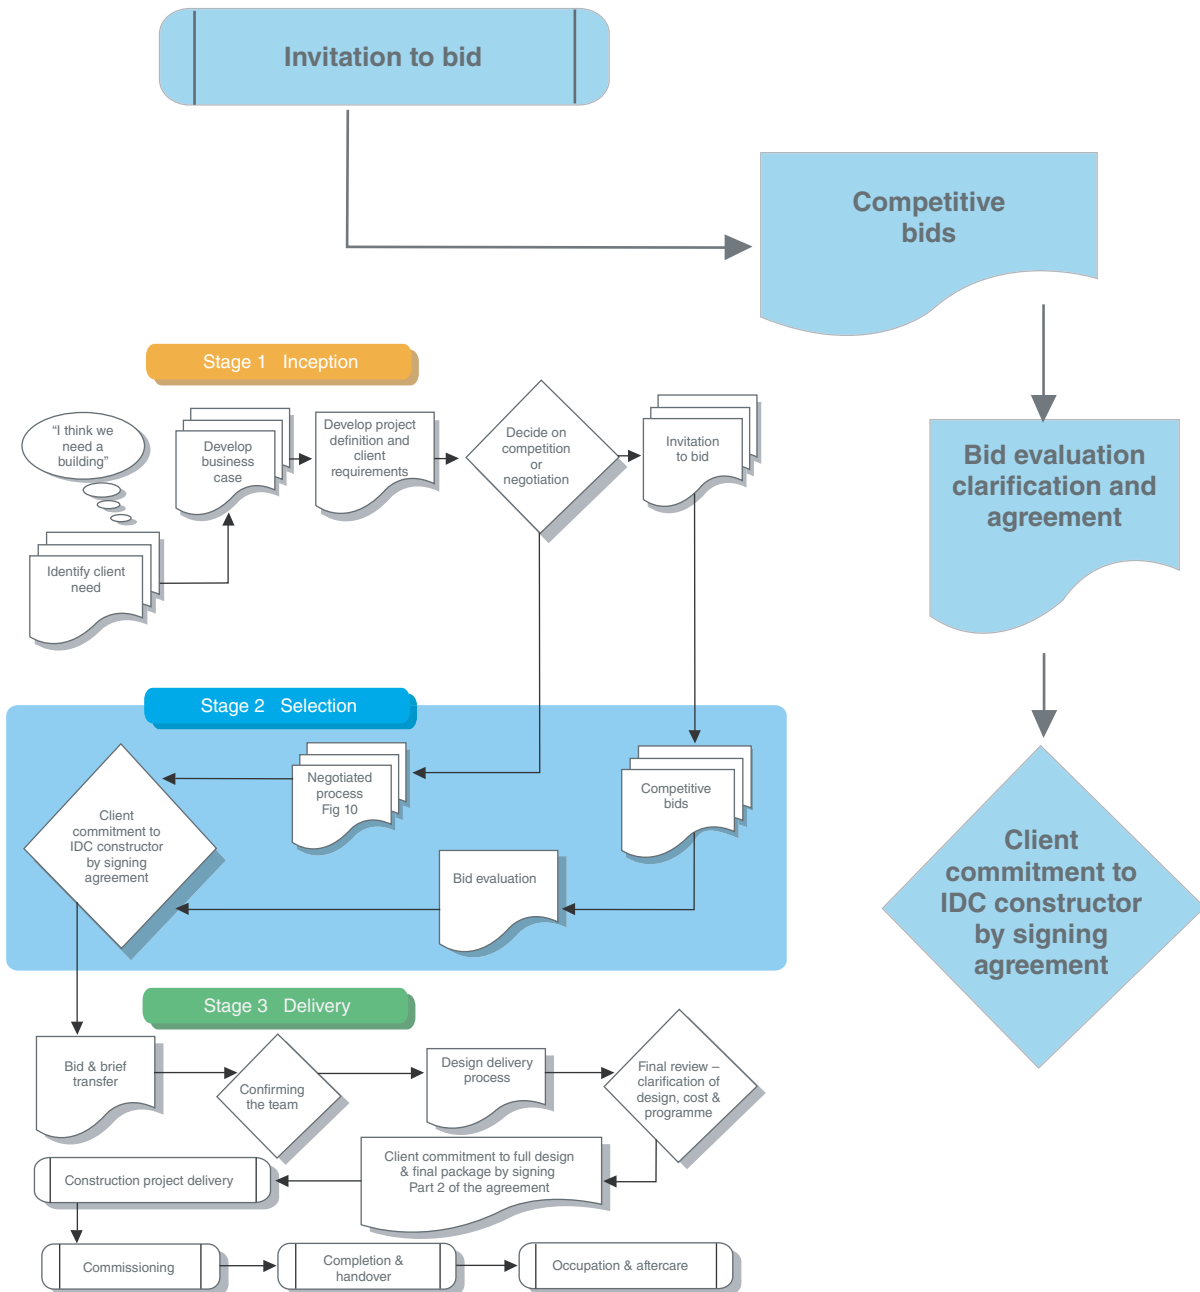 Invitation to bid
Competitive
bids
Bid evaluation
clarification and
agreement
Client
commitment to
IDC constructor
by signing
agreement
Stage 1 Inception
“I think we
need a
building”
Identify client
need
Develop
business
case
Develop project
definition and
client
requirements
Decide on
competition
or
negotiation
Invitation
to bid
Stage 2 Selection
Client
commitment to
IDC constructor
by signing
agreement
Negotiated
process
Fig 10
Competitive
bids
Bid evaluation
Stage 3 Delivery
Bid & brief
transfer
Confirming
the team
Design delivery
process
Final review –
clarification of
design, cost &
programme
Client commitment to full design
& final package by signing
Part 2 of the agreement
Construction project delivery
Commissioning
Completion &
handover
Occupation & aftercare